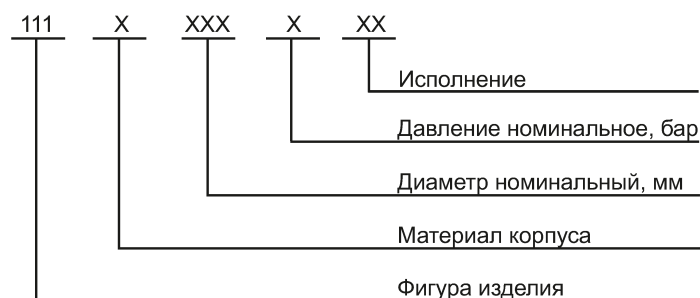 111 X XXX X XX
Исполнение
Давление номинальное, бар
Диаметр номинальный, мм
Материал корпуса
Фигура изделия